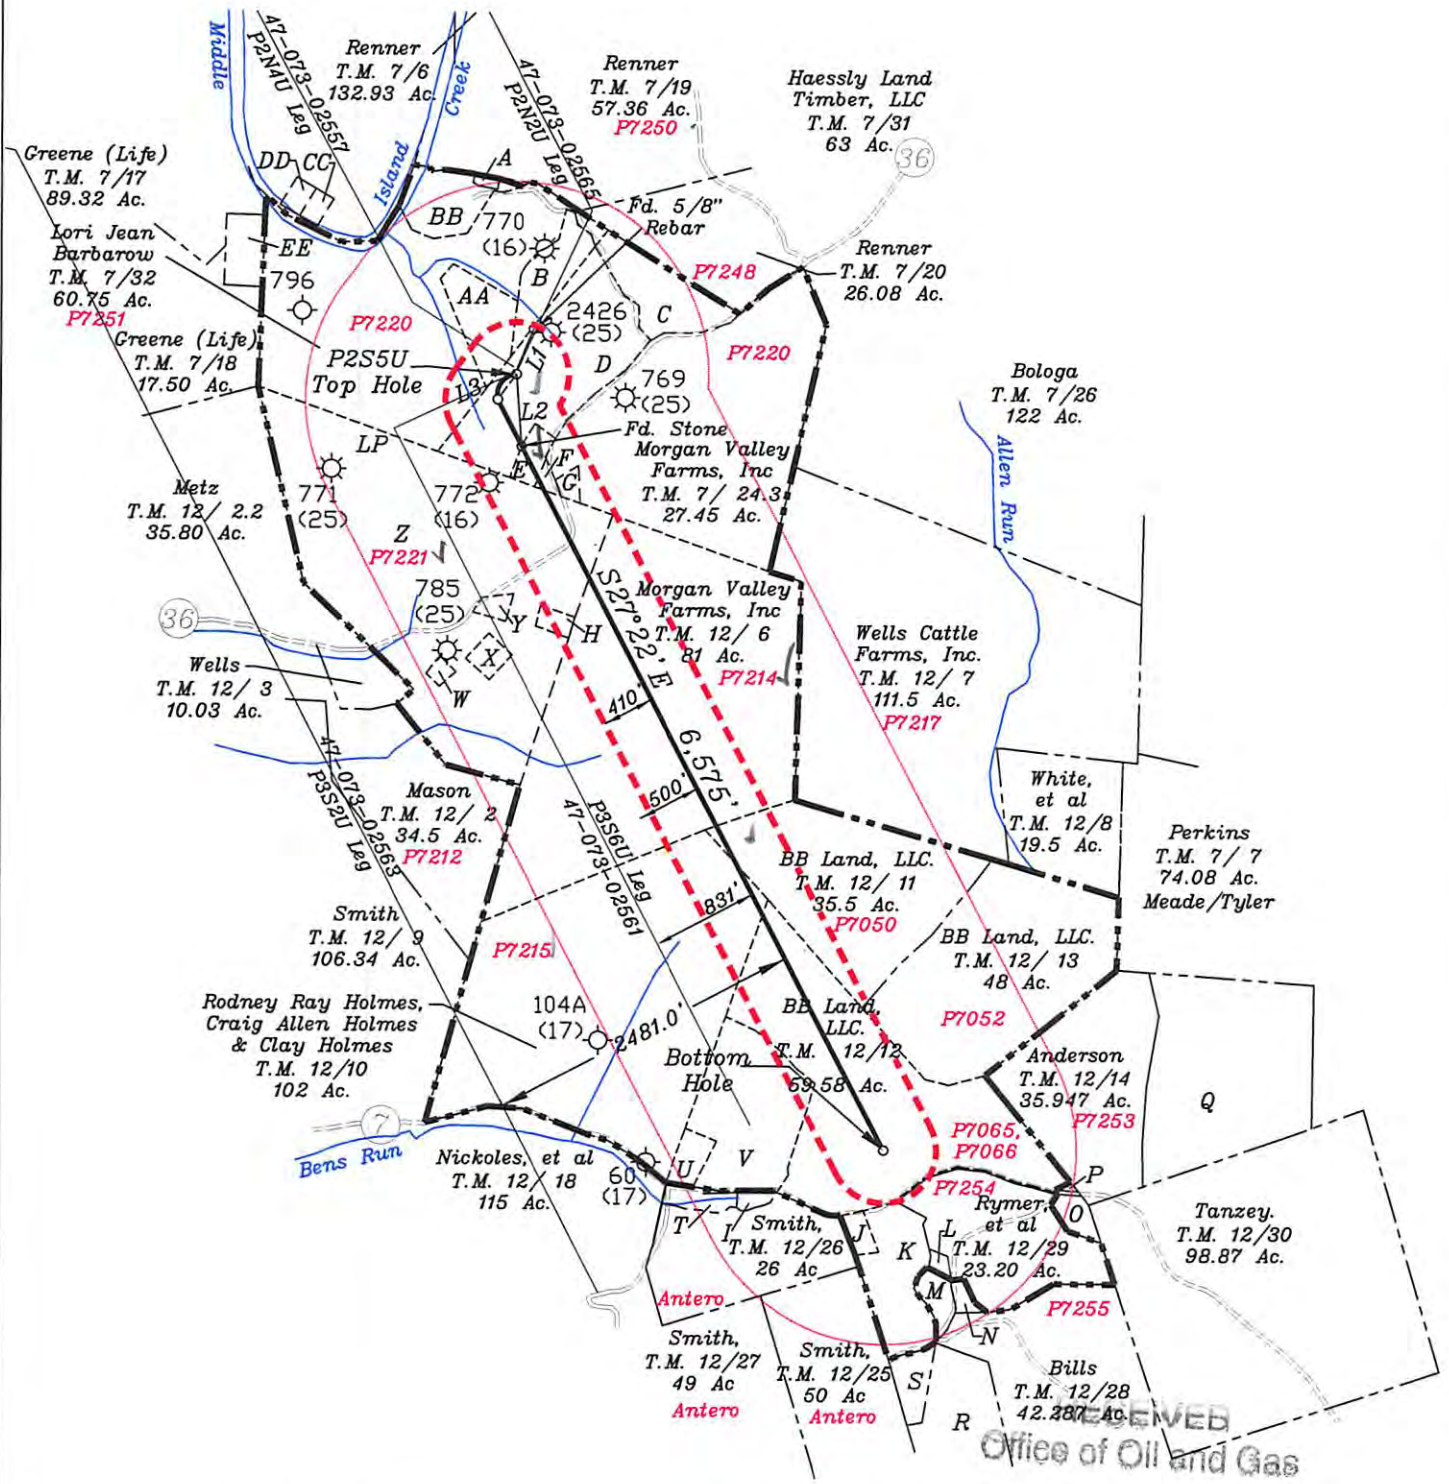 Middle
47-073-02557
P2N4U Leg
Renner
T.M. 7/6
132.93 Ac.
Creek
Island
47-073-02565
P2N2U Leg
Renner
T.M. 7/19
57.36 Ac.
P7250
Haessly Land
Timber, LLC
T.M. 7/31
63 Ac.
36
Greene (Life)
T.M. 7/17
89.32 Ac.
DD
CC
A
BB
770
(16)
B
Fd. 5/8"
Rebar
Lori Jean
Barbarow
T.M. 7/32
60.75 Ac.
P7251
EE
796
AA
P7248
Renner
T.M. 7/20
26.08 Ac.
P7220
2426
(25)
C
D
P7220
Greene (Life)
T.M. 7/18
17.50 Ac.
P2S5U
Top Hole
L1
L3
L2
769
(25)
Bologa
T.M. 7/26
122 Ac.
Allen Run
LP
Fd. Stone
E
F
G
Morgan Valley
Farms, Inc
T.M. 7/ 24.3
27.45 Ac.
Metz
T.M. 12/ 2.2
35.80 Ac.
771
(25)
772
(16)
Z
P7221
785
(25)
Y
H
X
W
S27°22' E
6,575'
Morgan Valley
Farms, Inc
T.M. 12/ 6
81 Ac.
P7214
Wells Cattle
Farms, Inc.
T.M. 12/ 7
111.5 Ac.
P7217
36
Wells
T.M. 12/ 3
10.03 Ac.
410'
500'
831'
47-073-02563
P3S2U Leg
Mason
T.M. 12/ 2
34.5 Ac.
P7212
P3S6U Leg
47-073-02561
White,
et al
T.M. 12/8
19.5 Ac.
Perkins
T.M. 7/ 7
74.08 Ac.
Meade/Tyler
BB Land, LLC.
T.M. 12/ 11
35.5 Ac.
P7050
Smith
T.M. 12/ 9
106.34 Ac.
P7215
BB Land, LLC.
T.M. 12/ 13
48 Ac.
P7052
Rodney Ray Holmes,
Craig Allen Holmes
& Clay Holmes
T.M. 12/10
102 Ac.
104A
(17)
2481.0'
BB Land,
LLC.
T.M. 12/12
59.58 Ac.
Bottom
Hole
Anderson
T.M. 12/14
35.947 Ac.
P7253
Q
7
Bens Run
Nickoles, et al
T.M. 12/ 18
115 Ac.
60
(17)
U
V
T
I
P7065,
P7066
P7254
P
O
Smith,
T.M. 12/26
26 Ac
J
K
L
Rymer,
et al
T.M. 12/29
23.20 Ac.
Tanzey.
T.M. 12/30
98.87 Ac.
M
N
P7255
Antero
Smith,
T.M. 12/27
49 Ac
Antero
Smith,
T.M. 12/25
50 Ac
Antero
S
R
Bills
T.M. 12/28
42.287 Ac.
RECEIVED
Office of Oil and Gas